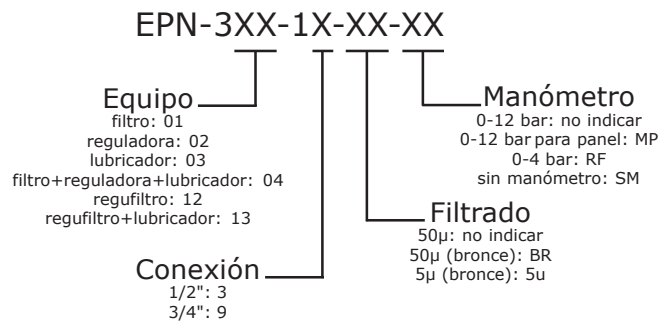 EPN-3XX-1X-XX-XX
Equipo
filtro: 01
reguladora: 02
lubricador: 03
filtro+reguladora+lubricador: 04
regufiltro: 12
regufiltro+lubricador: 13
Conexión
1/2": 3
3/4": 9
Manómetro
0-12 bar: no indicar
0-12 bar para panel: MP
0-4 bar: RF
sin manómetro: SM
Filtrado
50µ: no indicar
50µ (bronce): BR
5µ (bronce): 5u